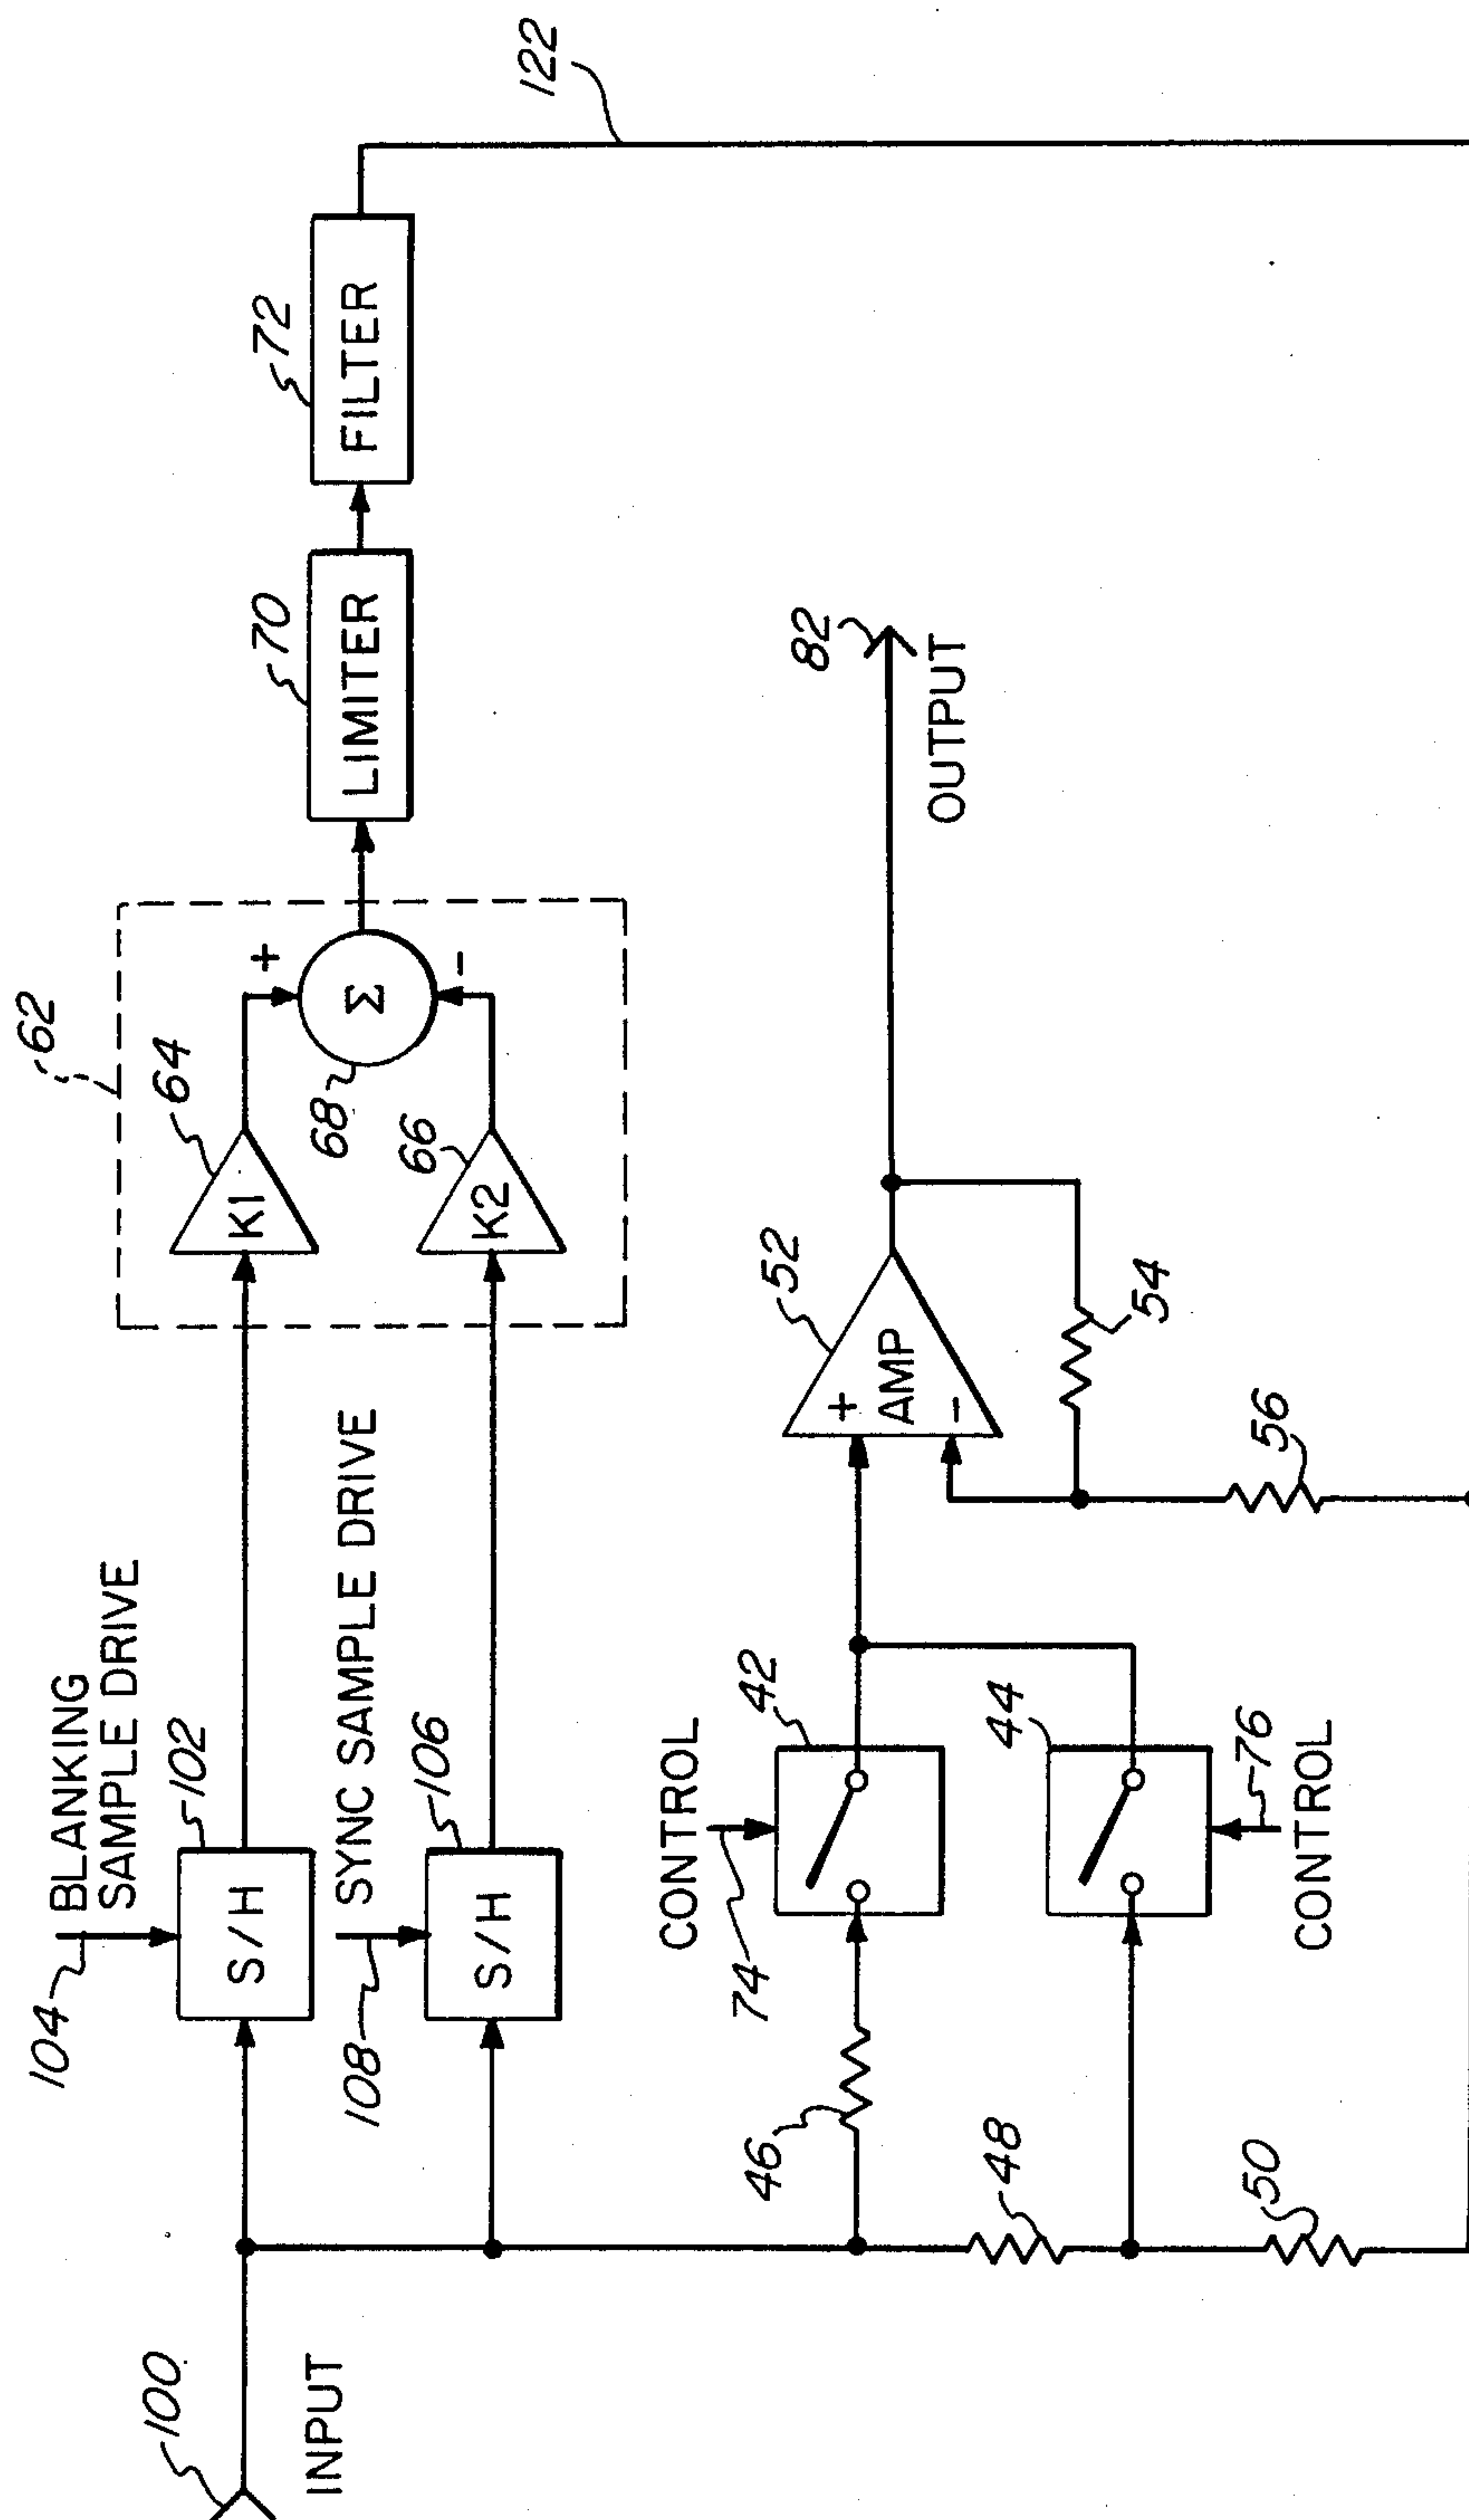 104
BLANKING
SAMPLE DRIVE
102
S/H
108
SYNC SAMPLE DRIVE
106
S/H
62
64
K1
66
K2
68
Σ
+
-
70
LIMITER
72
FILTER
122
100
INPUT
46
48
50
CONTROL
74
42
44
76
CONTROL
52
+
AMP
-
54
56
82
OUTPUT